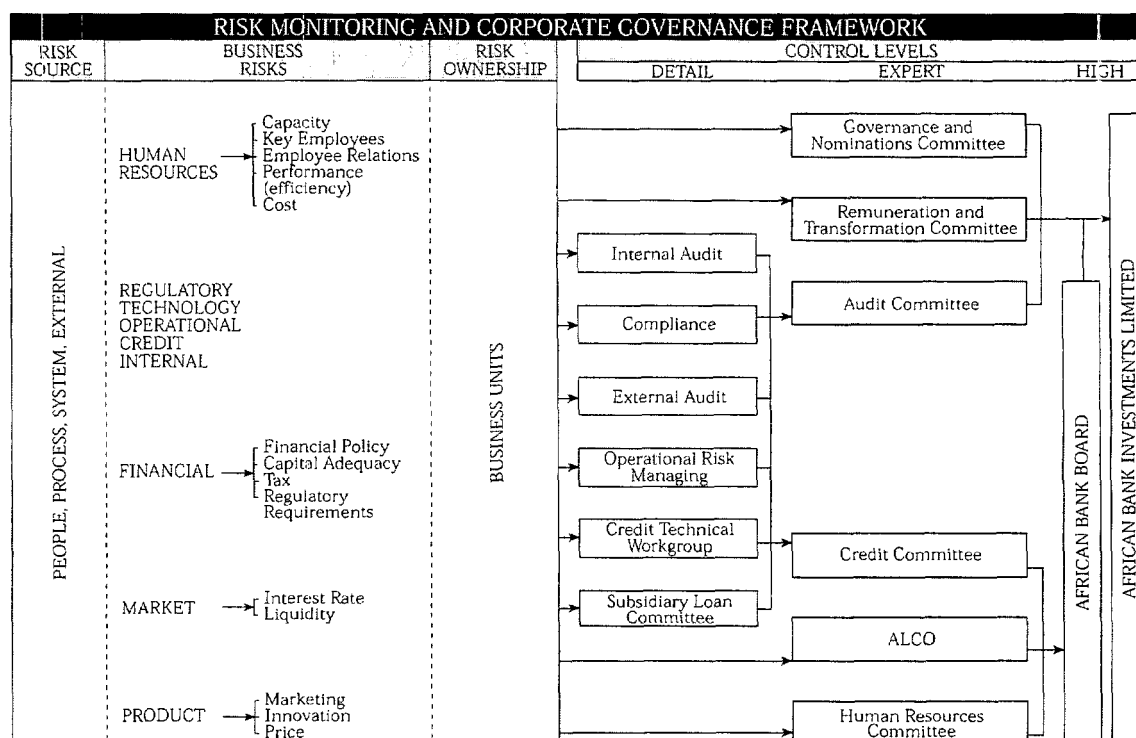 RISK MONITORING AND CORPORATE GOVERNANCE FRAMEWORK
RISK
SOURCE
BUSINESS
RISKS
RISK
OWNERSHIP
CONTROL LEVELS
DETAIL
EXPERT
HIGH
PEOPLE, PROCESS, SYSTEM, EXTERNAL
HUMAN
RESOURCES
Capacity
Key Employees
Employee Relations
Performance
(efficiency)
Cost
REGULATORY
TECHNOLOGY
OPERATIONAL
CREDIT
INTERNAL
FINANCIAL
Financial Policy
Capital Adequacy
Tax
Regulatory
Requirements
MARKET
Interest Rate
Liquidity
PRODUCT
Marketing
Innovation
Price
BUSINESS UNITS
Internal Audit
Compliance
External Audit
Operational Risk
Managing
Credit Technical
Workgroup
Subsidiary Loan
Committee
Governance and
Nominations Committee
Remuneration and
Transformation Committee
Audit Committee
Credit Committee
ALCO
Human Resources
Committee
AFRICAN BANK BOARD
AFRICAN BANK INVESTMENTS LIMITED